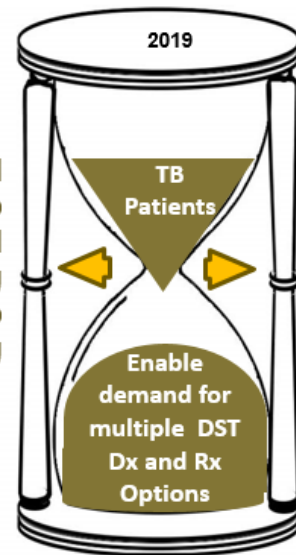 2019
TB
Patients
Enable
demand for
multiple DST
Dx and Rx
Options